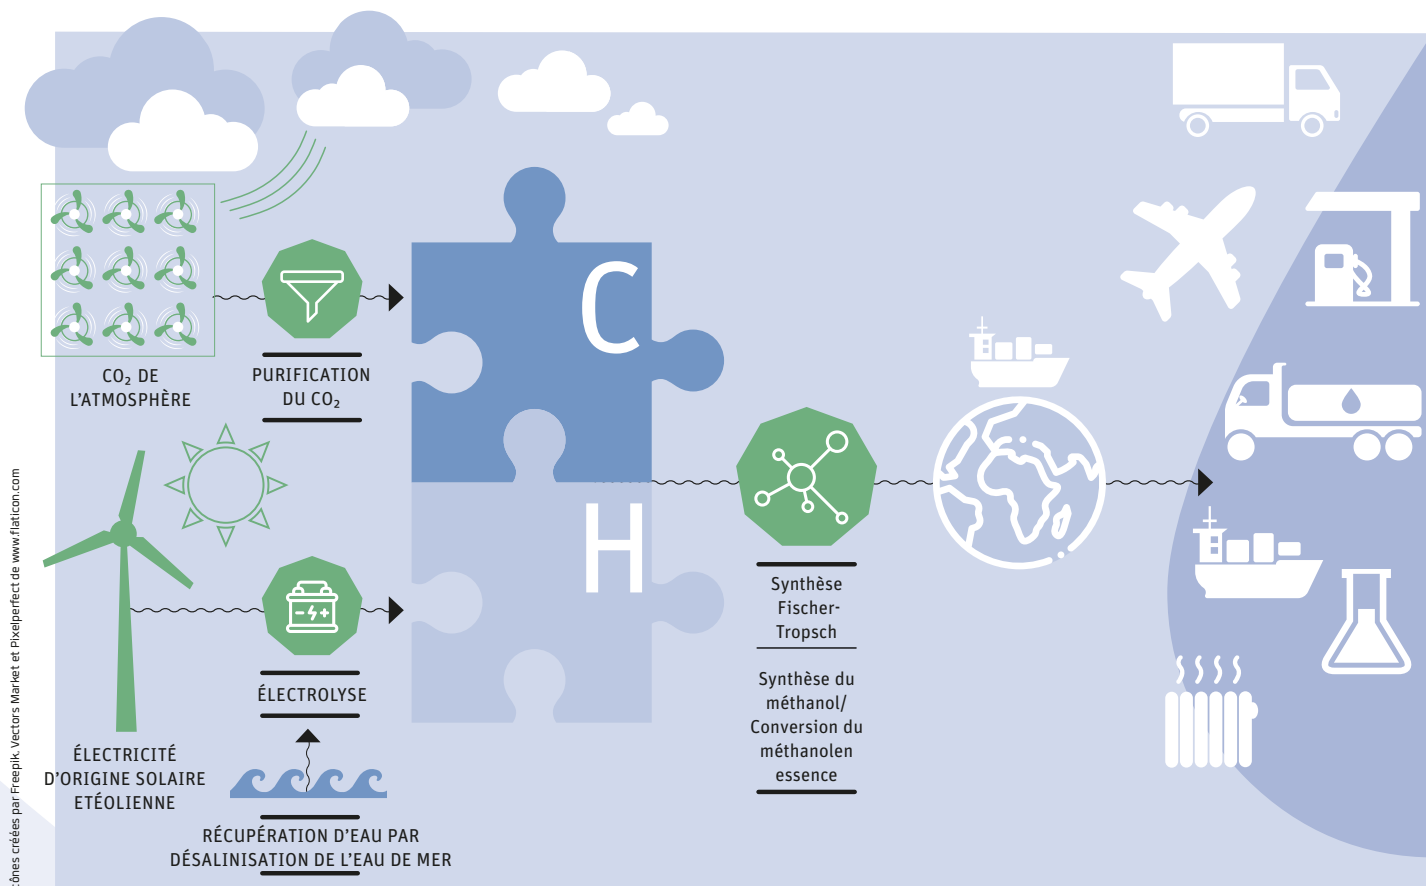 CO₂ DE
L'ATMOSPHÈRE
PURIFICATION
DU CO₂
C
H
ÉLECTRICITÉ
D'ORIGINE SOLAIRE
ETÉOLIENNE
ÉLECTROLYSE
RÉCUPÉRATION D'EAU PAR
DÉSALINISATION DE L'EAU DE MER
Synthèse
Fischer-
Tropsch
Synthèse du
méthanol/
Conversion du
méthanolen
essence
cônes créées par Freepik. Vectors Market et Pixelperfect de www.flaticon.com